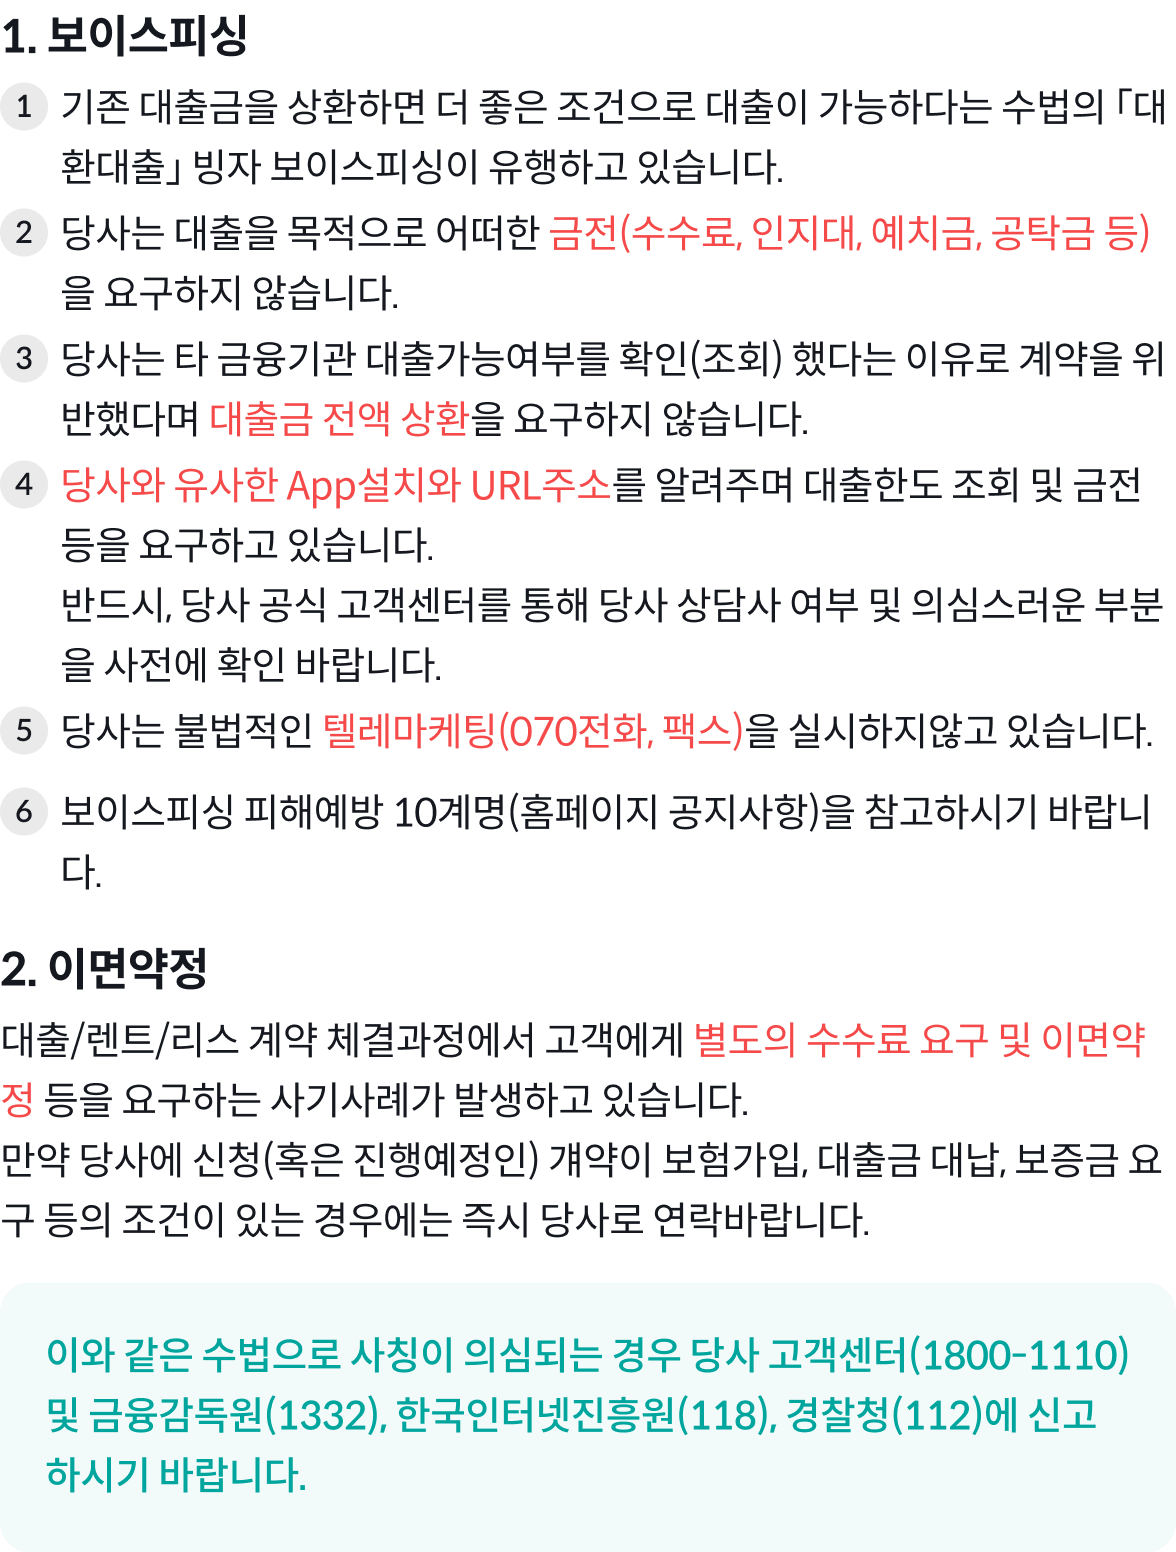 1. 보이스피싱
1 기존 대출금을 상환하면 더 좋은 조건으로 대출이 가능하다는 수법의 「대
환대출」 빙자 보이스피싱이 유행하고 있습니다.
2 당사는 대출을 목적으로 어떠한 금전(수수료, 인지대, 예치금, 공탁금 등)
을 요구하지 않습니다.
3 당사는 타 금융기관 대출가능여부를 확인(조회) 했다는 이유로 계약을 위
반했다며 대출금 전액 상환을 요구하지 않습니다.
4 당사와 유사한 App설치와 URL주소를 알려주며 대출한도 조회 및 금전
등을 요구하고 있습니다.
반드시, 당사 공식 고객센터를 통해 당사 상담사 여부 및 의심스러운 부분
을 사전에 확인 바랍니다.
5 당사는 불법적인 텔레마케팅(070전화, 팩스)을 실시하지않고 있습니다.
6 보이스피싱 피해예방 10계명(홈페이지 공지사항)을 참고하시기 바랍니
다.
2. 이면약정
대출/렌트/리스 계약 체결과정에서 고객에게 별도의 수수료 요구 및 이면약
정 등을 요구하는 사기사례가 발생하고 있습니다.
만약 당사에 신청(혹은 진행예정인) 걔약이 보험가입, 대출금 대납, 보증금 요
구 등의 조건이 있는 경우에는 즉시 당사로 연락바랍니다.
이와 같은 수법으로 사칭이 의심되는 경우 당사 고객센터(1800-1110)
및 금융감독원(1332), 한국인터넷진흥원(118), 경찰청(112)에 신고
하시기 바랍니다.